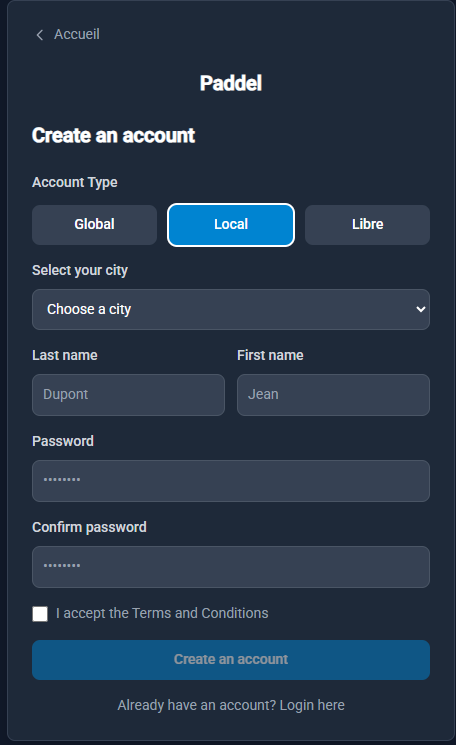 Accueil
Paddel
Create an account
Account Type
Global Local Libre
Select your city
Choose a city
Last name First name
Dupont Jean
Password
••••••••
Confirm password
••••••••
I accept the Terms and Conditions
Create an account
Already have an account? Login here